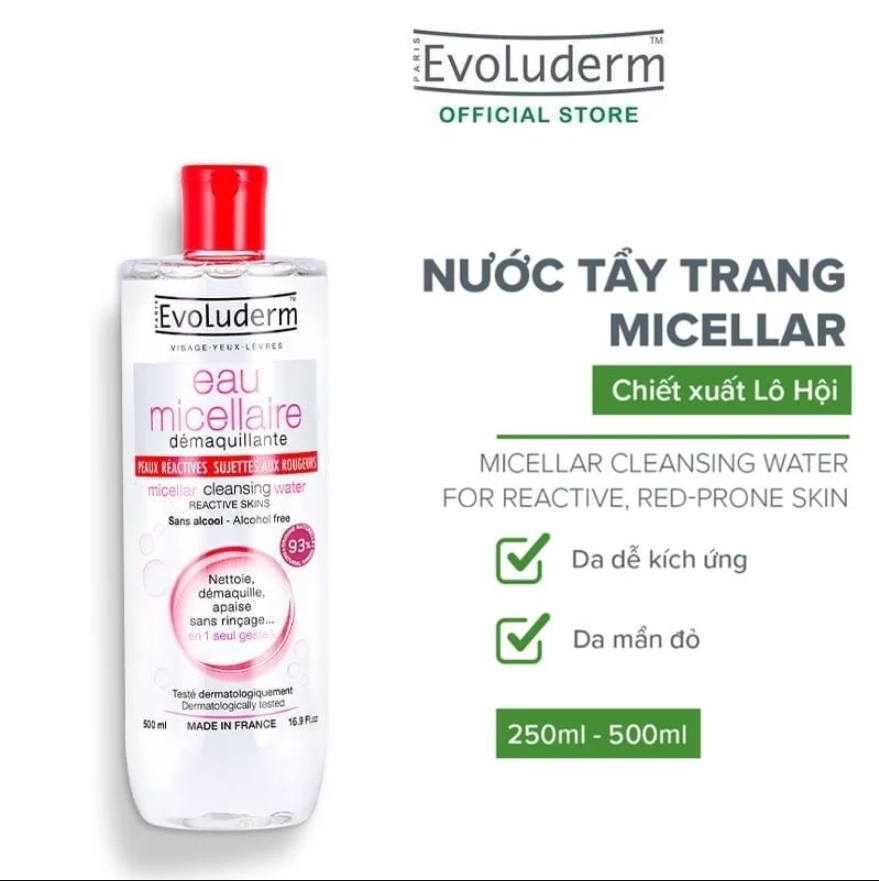 PARIS Evoluderm™
OFFICIAL STORE
PARIS Evoluderm™
VISAGE-YEUX-LÈVRES
eau
micellaire
démaquillante
PEAUX RÉACTIVES SUJETTES AUX ROUGEURS
micellar cleansing water
REACTIVE SKINS
Sans alcool - Alcohol free
93%
Nettoie,
démaquille,
apaise
sans rinçage...
en 1 seul geste.
Testé dermatologiquement
Dermatologically tested
500 ml MADE IN FRANCE 16.9 Fl.oz
NƯỚC TẨY TRANG
MICELLAR
Chiết xuất Lô Hội
MICELLAR CLEANSING WATER
FOR REACTIVE, RED-PRONE SKIN
Da dễ kích ứng
Da mẩn đỏ
250ml - 500ml